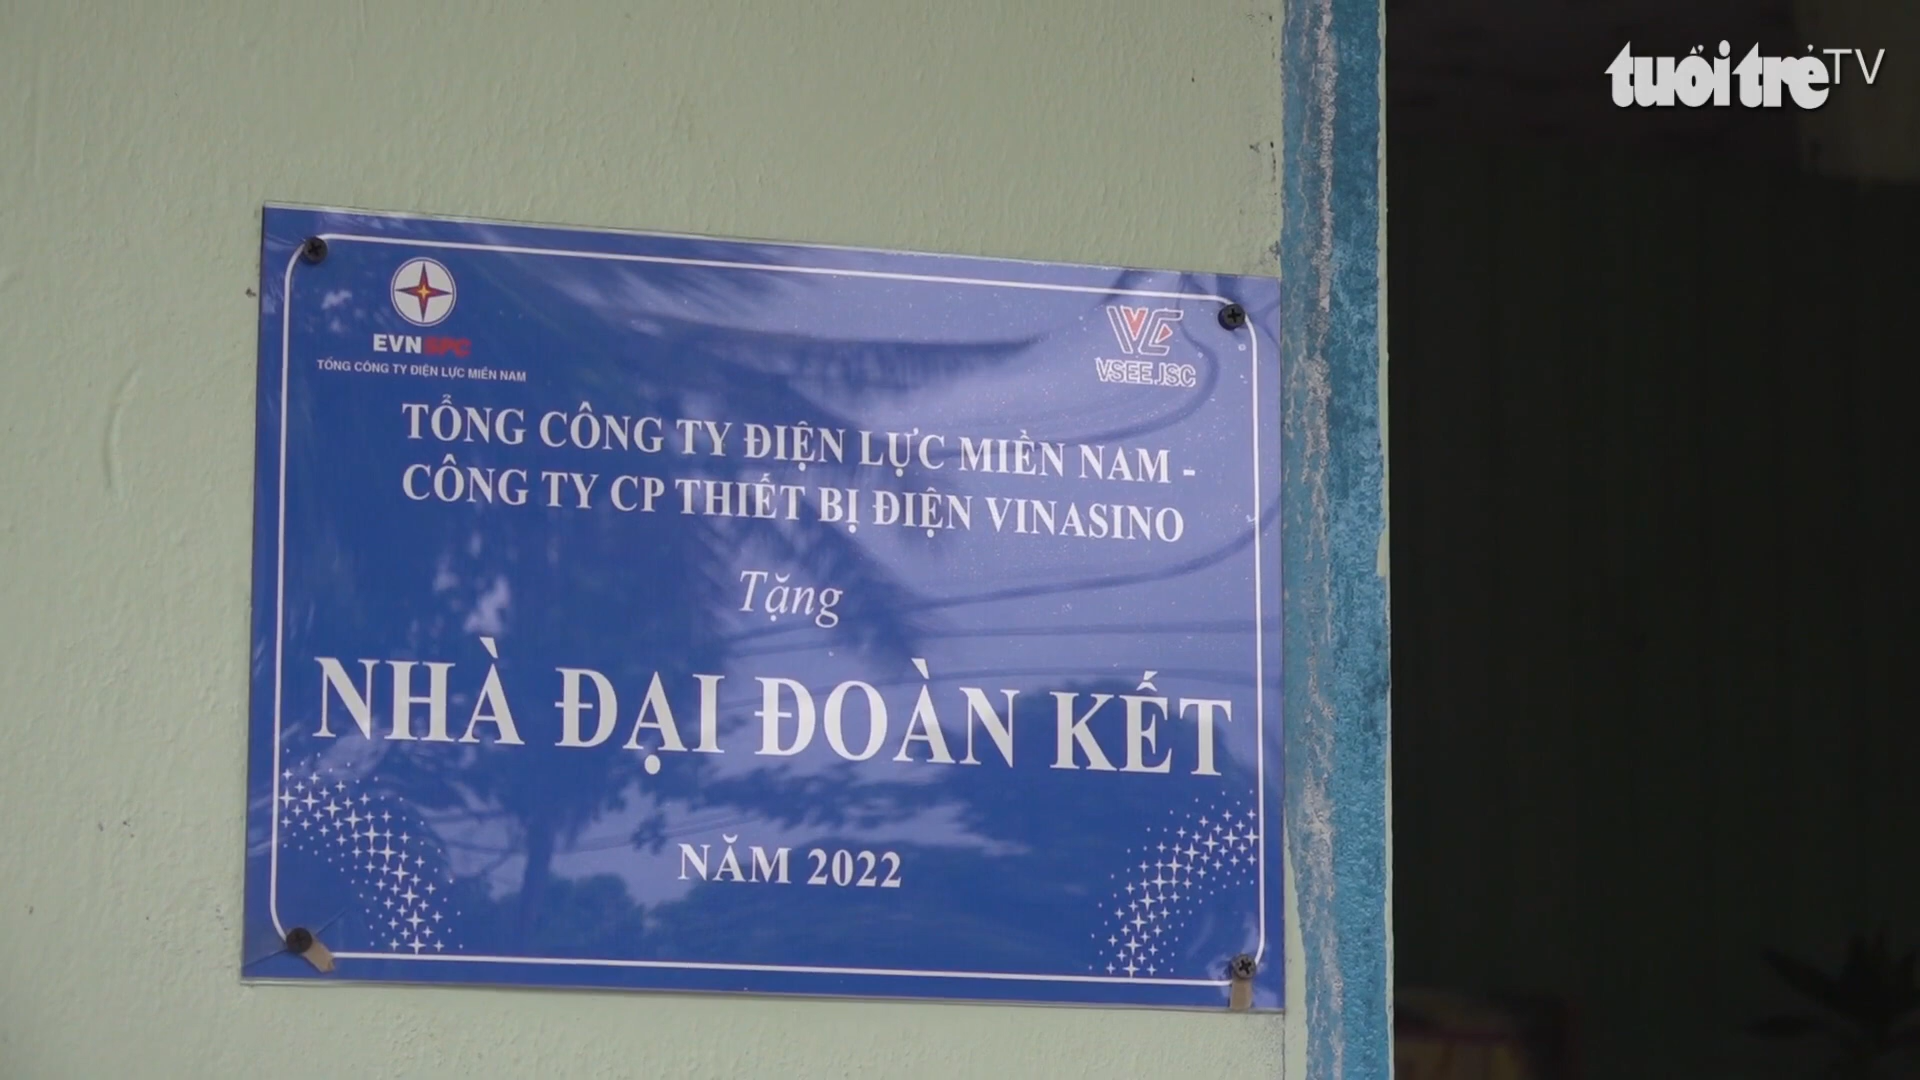 tuổi trẻ TV
EVNSPC
TỔNG CÔNG TY ĐIỆN LỰC MIỀN NAM
VSEE.,JSC
TỔNG CÔNG TY ĐIỆN LỰC MIỀN NAM -
CÔNG TY CP THIẾT BỊ ĐIỆN VINASINO
Tặng
NHÀ ĐẠI ĐOÀN KẾT
NĂM 2022